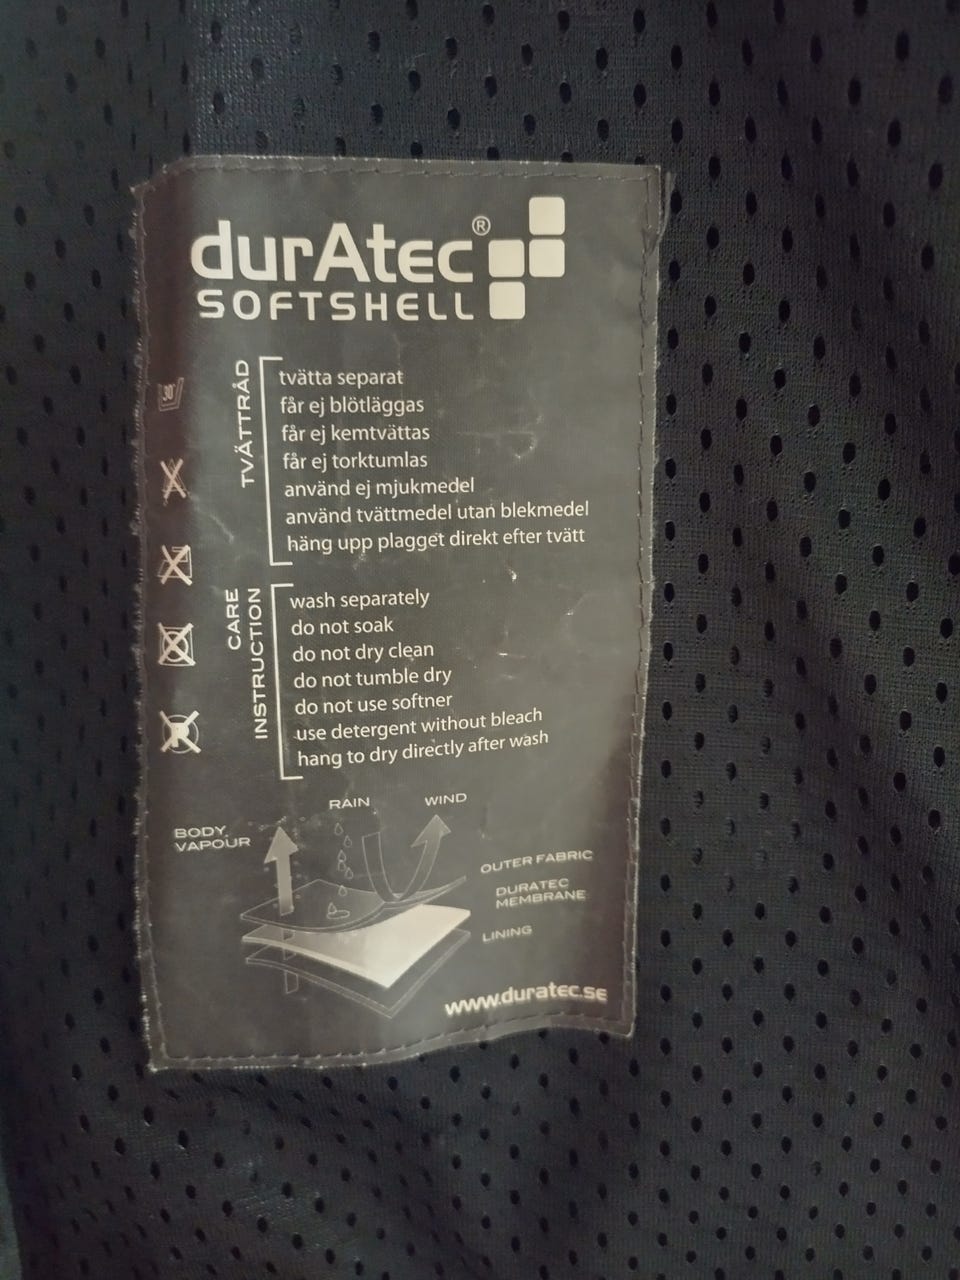 durAtec®
SOFTSHELL
TVÄTTRÅD
tvätta separat
får ej blötläggas
får ej kemtvättas
får ej torktumlas
använd ej mjukmedel
använd tvättmedel utan blekmedel
häng upp plagget direkt efter tvätt
30°
CARE
INSTRUCTION
wash separately
do not soak
do not dry clean
do not tumble dry
do not use softner
use detergent without bleach
hang to dry directly after wash
P
RAIN
WIND
BODY
VAPOUR
OUTER FABRIC
DURATEC
MEMBRANE
LINING
www.duratec.se